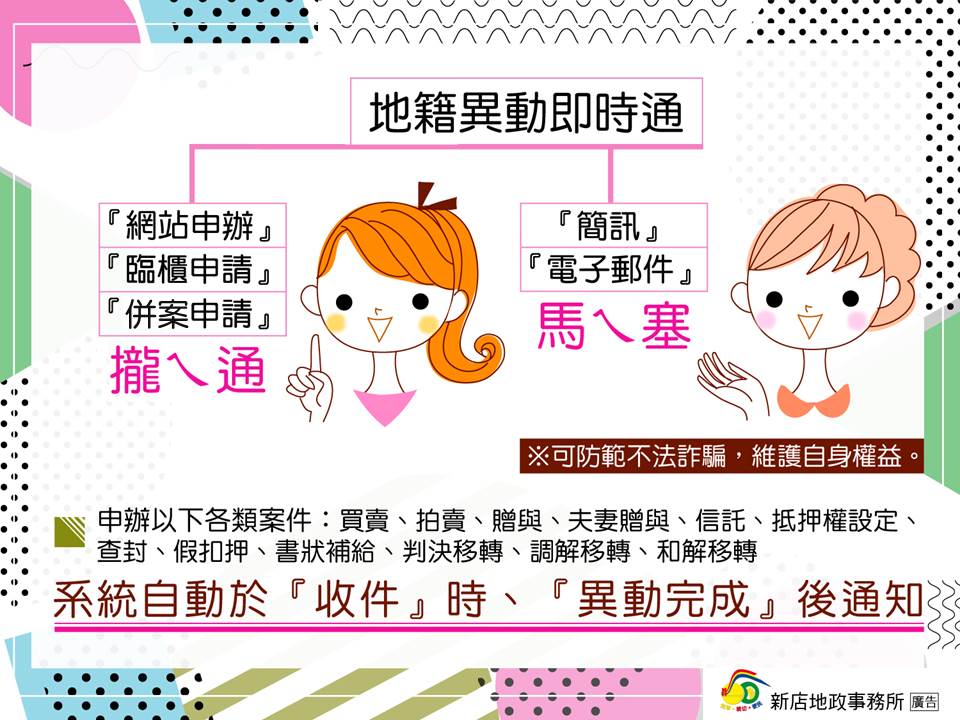 地籍異動即時通
『網站申辦』
『臨櫃申請』
『併案申請』
攏ㄟ通
『簡訊』
『電子郵件』
馬ㄟ塞
※可防範不法詐騙，維護自身權益。
申辦以下各類案件：買賣、拍賣、贈與、夫妻贈與、信託、抵押權設定、
查封、假扣押、書狀補給、判決移轉、調解移轉、和解移轉
系統自動於『收件』時、『異動完成』後通知
新店地政事務所 廣告